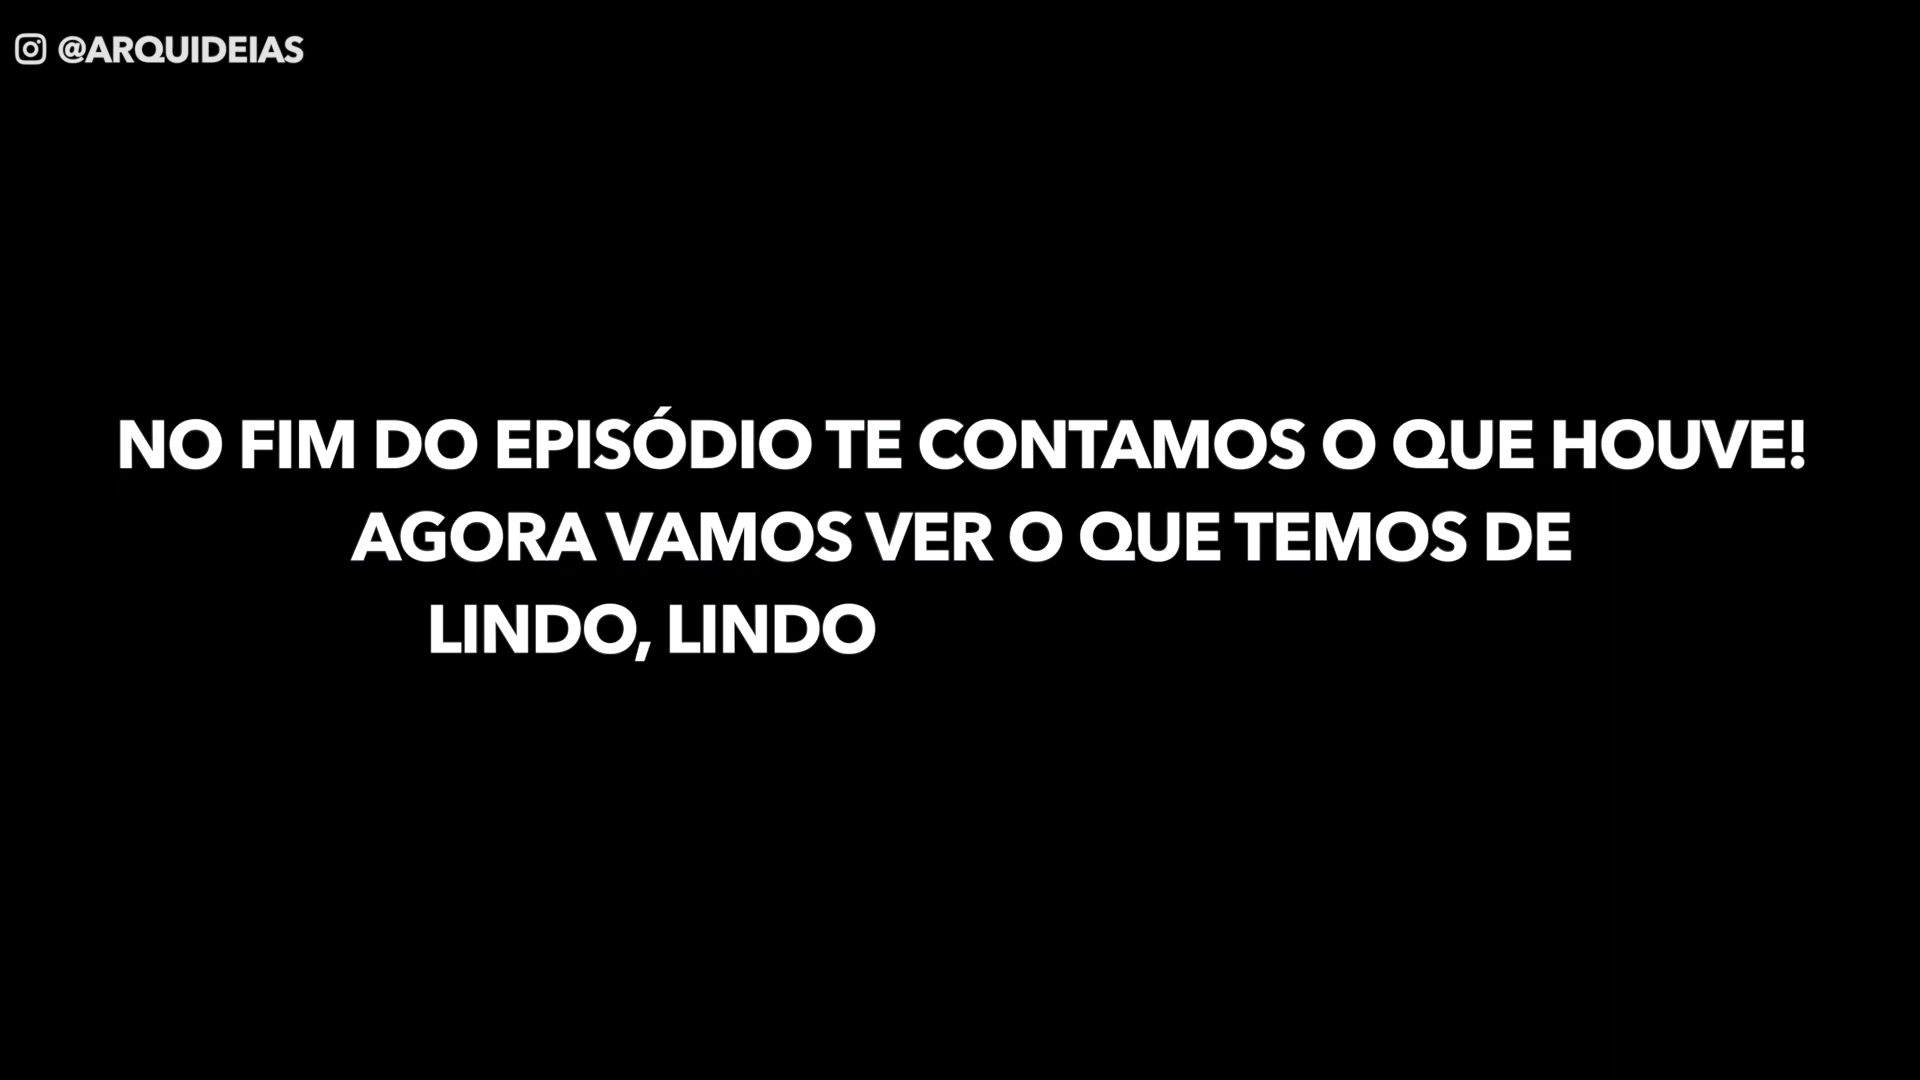 @ARQUIDEIAS
NO FIM DO EPISÓDIO TE CONTAMOS O QUE HOUVE!
AGORA VAMOS VER O QUE TEMOS DE
LINDO, LINDO